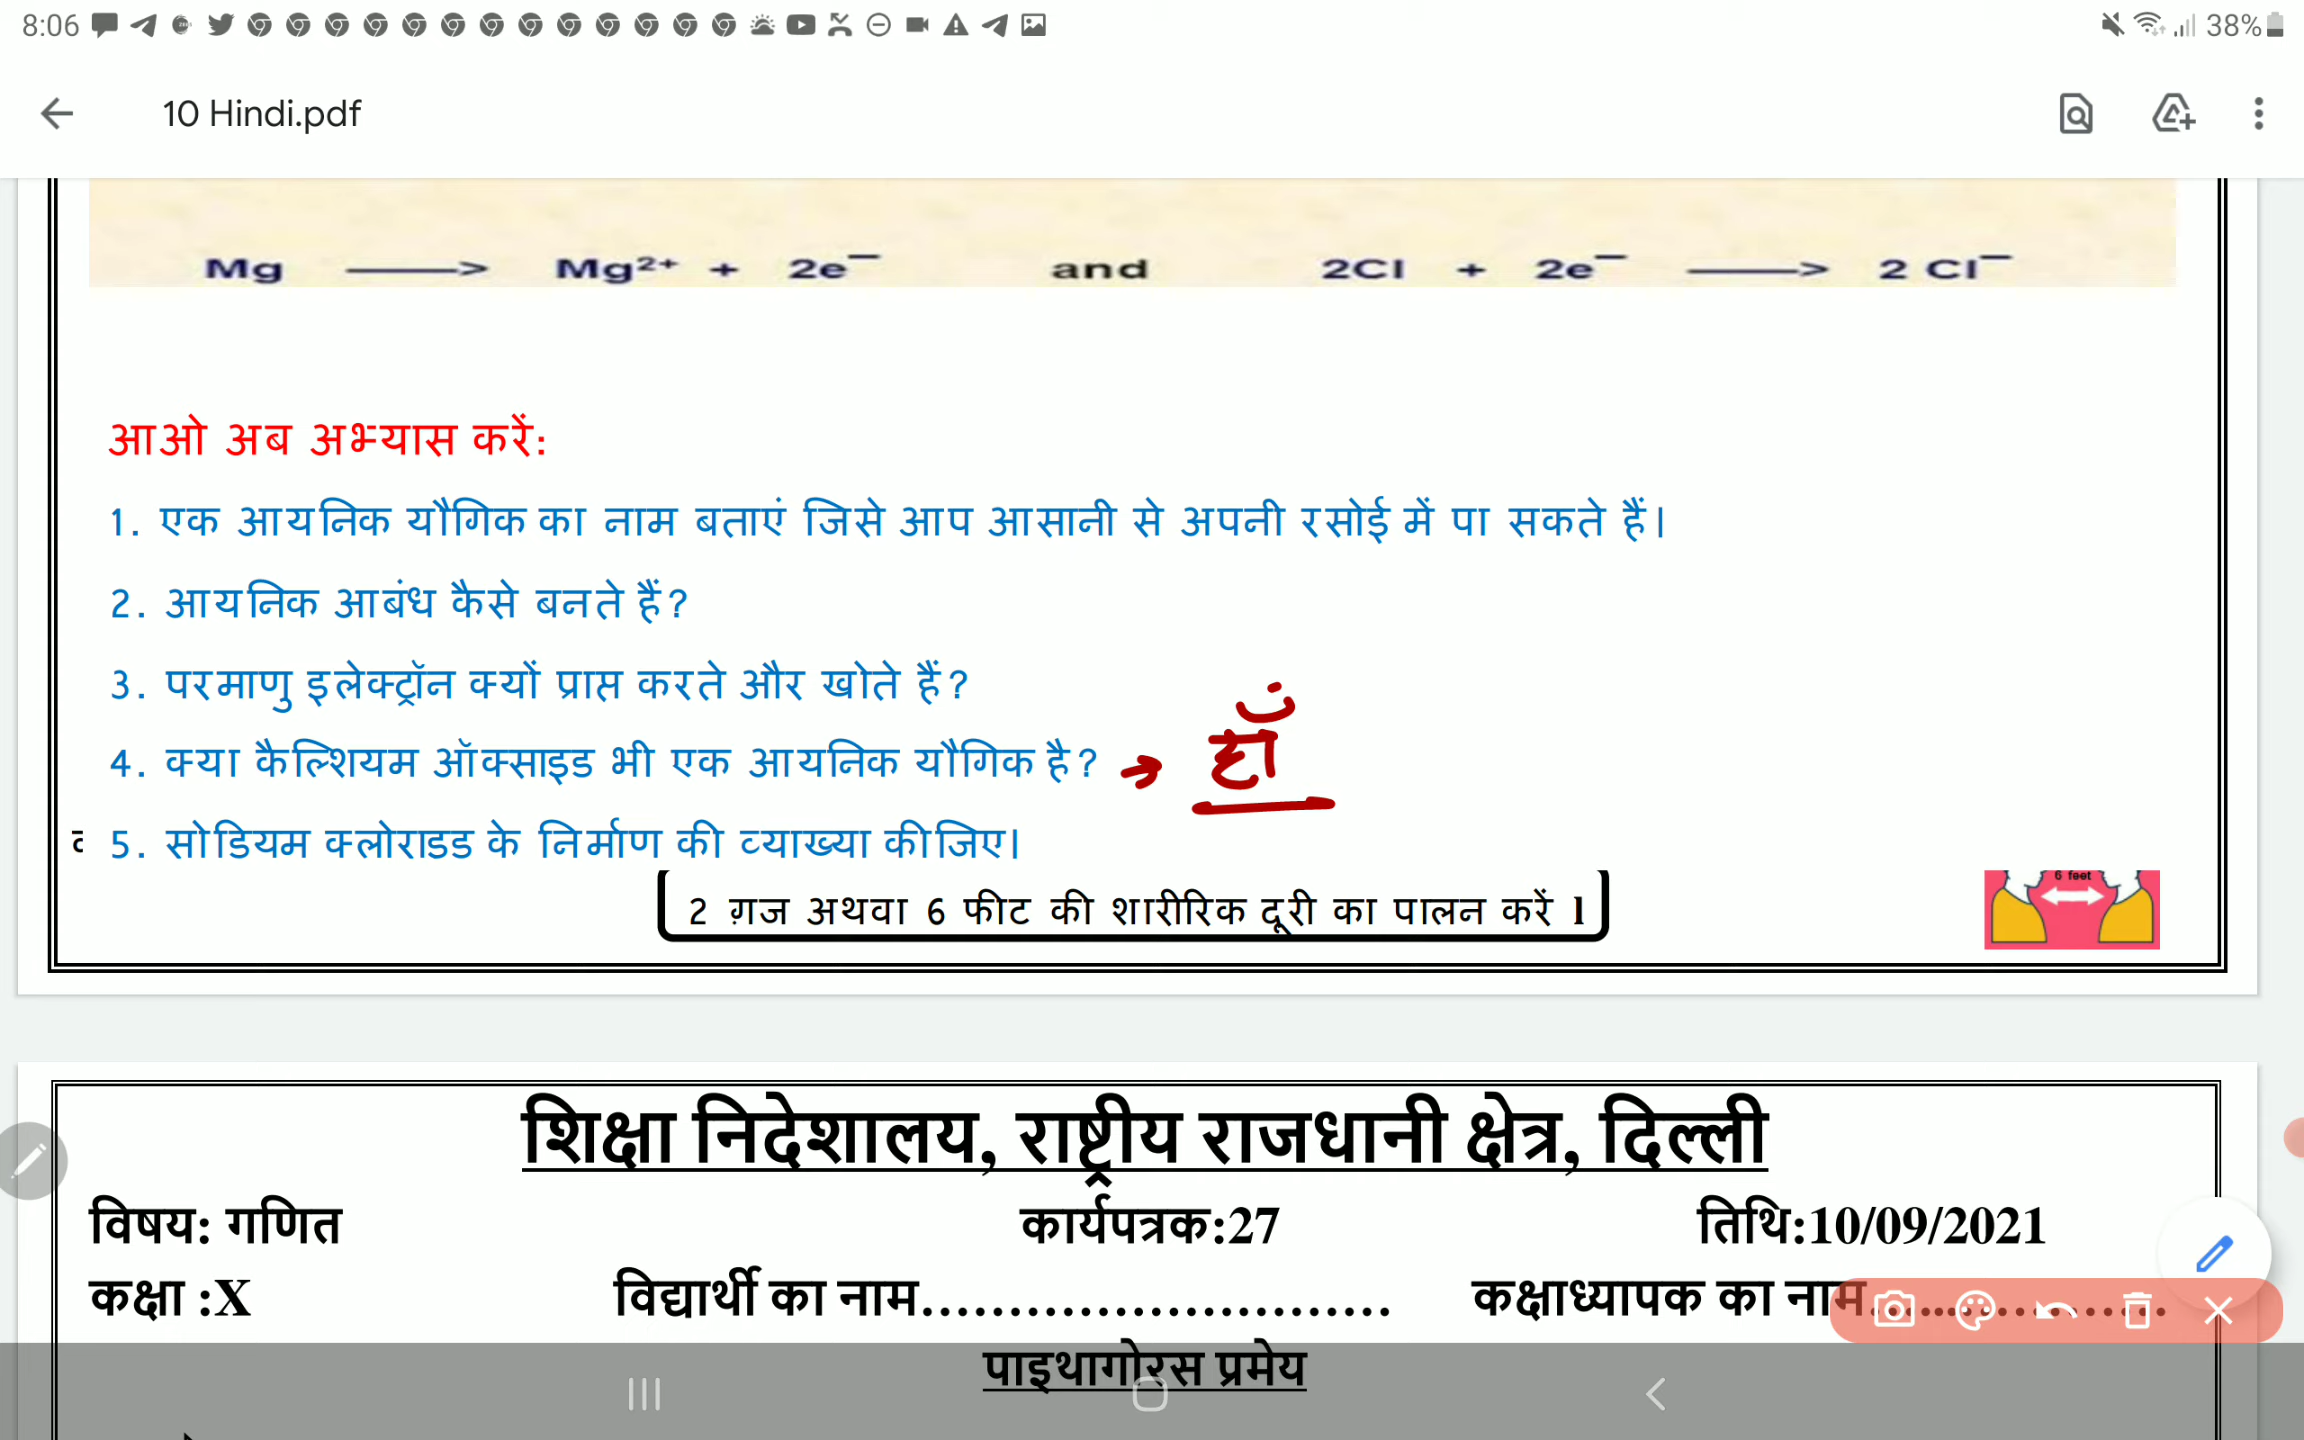 8:06 38%
10 Hindi.pdf
Mg ⟶ Mg²⁺ + 2e⁻ and 2Cl + 2e⁻ ⟶ 2 Cl⁻
आओ अब अभ्यास करें:
1. एक आयनिक यौगिक का नाम बताएं जिसे आप आसानी से अपनी रसोई में पा सकते हैं।
2. आयनिक आबंध कैसे बनते हैं?
3. परमाणु इलेक्ट्रॉन क्यों प्राप्त करते और खोते हैं?
4. क्या कैल्शियम ऑक्साइड भी एक आयनिक यौगिक है? → हाँ
5. सोडियम क्लोराडड के निर्माण की व्याख्या कीजिए।
2 ग़ज अथवा 6 फीट की शारीरिक दूरी का पालन करें l
6 feet
शिक्षा निदेशालय, राष्ट्रीय राजधानी क्षेत्र, दिल्ली
विषय: गणित कार्यपत्रक:27 तिथि:10/09/2021
कक्षा :X विद्यार्थी का नाम........................... कक्षाध्यापक का नाम..................
पाइथागोरस प्रमेय